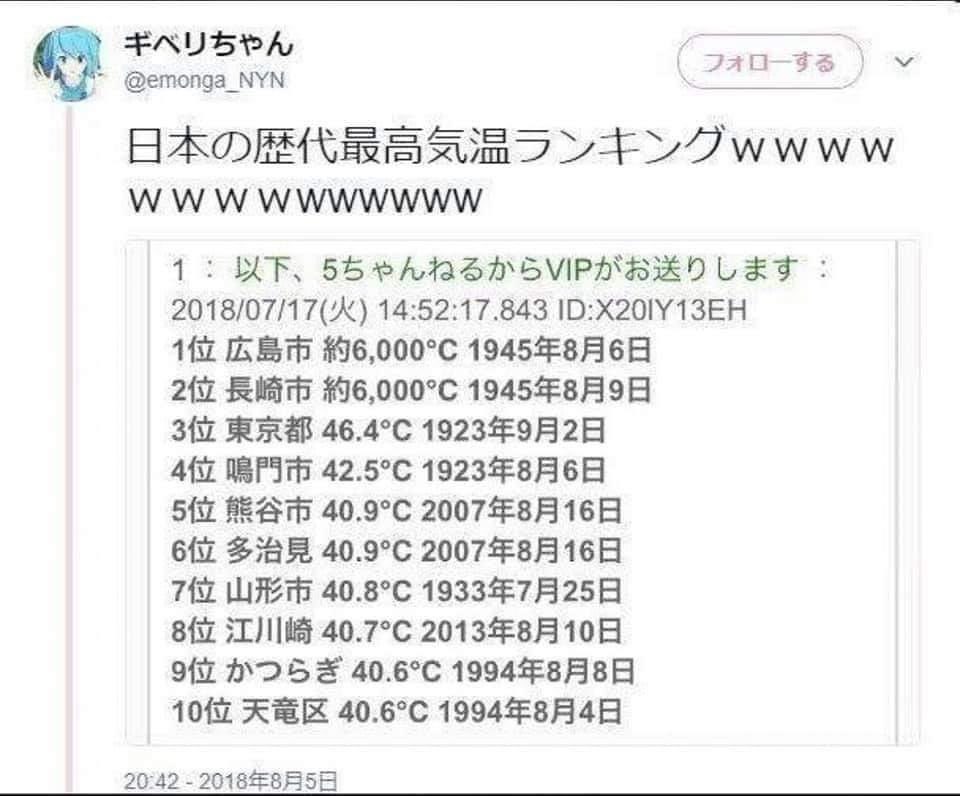 ギベリちゃん
@emonga_NYN
フォローする
日本の歴代最高気温ランキングｗｗｗｗ
ｗｗｗｗwwwwww
1 ： 以下、5ちゃんねるからVIPがお送りします ：
2018/07/17(火) 14:52:17.843 ID:X20IY13EH
1位 広島市 約6,000°C 1945年8月6日
2位 長崎市 約6,000°C 1945年8月9日
3位 東京都 46.4°C 1923年9月2日
4位 鳴門市 42.5°C 1923年8月6日
5位 熊谷市 40.9°C 2007年8月16日
6位 多治見 40.9°C 2007年8月16日
7位 山形市 40.8°C 1933年7月25日
8位 江川崎 40.7°C 2013年8月10日
9位 かつらぎ 40.6°C 1994年8月8日
10位 天竜区 40.6°C 1994年8月4日
20:42 - 2018年8月5日